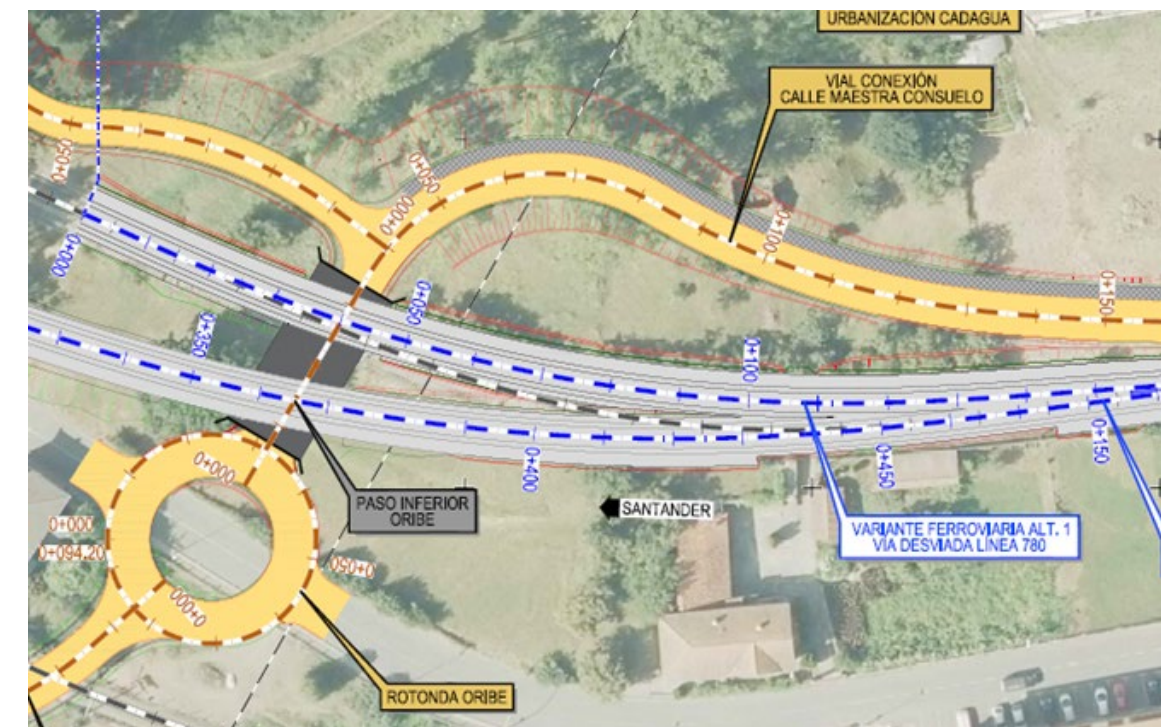 URBANIZACIÓN CADAGUA
VIAL CONEXIÓN
CALLE MAESTRA CONSUELO
0+050
0+050
0+000
0+100
0+000
0+050
0+150
0+350
0+100
0+000
0+400
0+450
0+150
PASO INFERIOR
ORIBE
SANTANDER
0+000
0+094,20
VARIANTE FERROVIARIA ALT. 1
VÍA DESVIADA LÍNEA 780
0+050
0+000
ROTONDA ORIBE